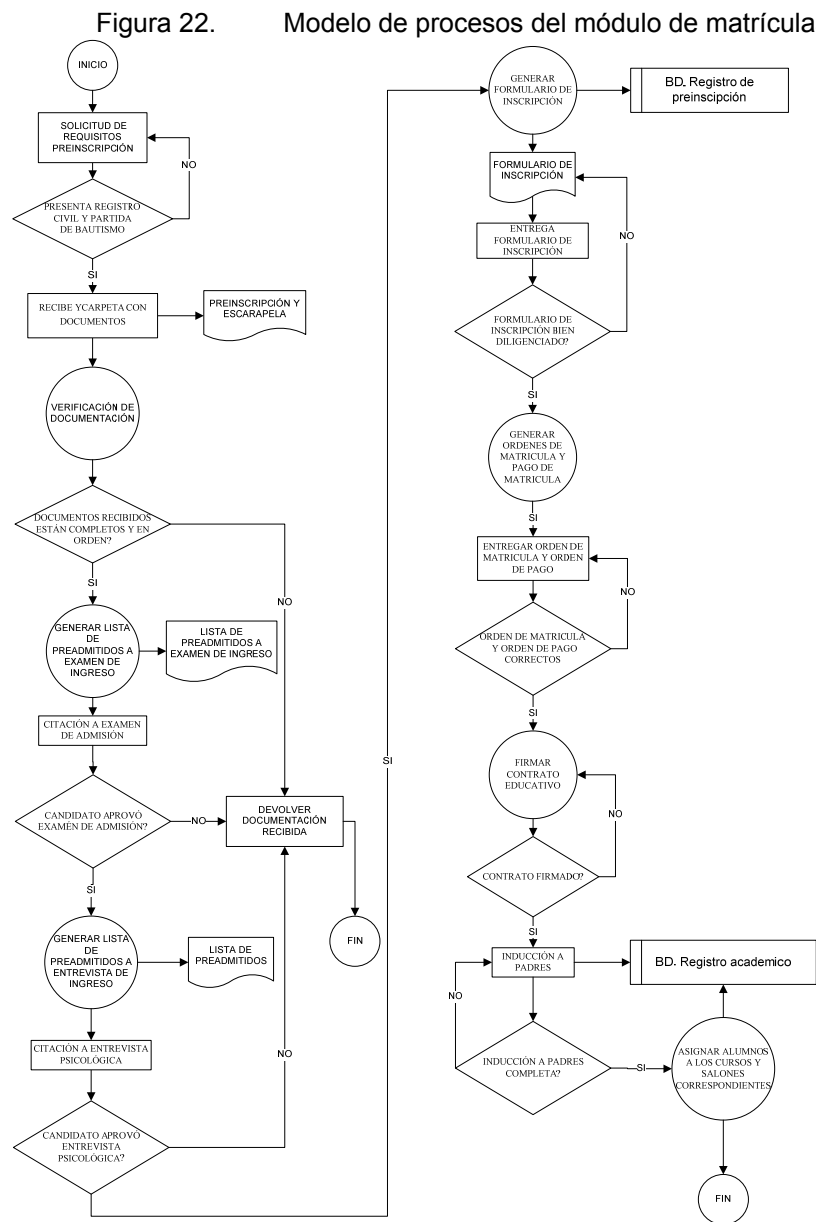 Figura 22. Modelo de procesos del módulo de matrícula
INICIO
SOLICITUD DE
REQUISITOS
PREINSCRIPCIÓN
NO
PRESENTA REGISTRO
CIVIL Y PARTIDA
DE BAUTISMO
SI
RECIBE YCARPETA CON
DOCUMENTOS
PREINSCRIPCIÓN Y
ESCARAPELA
VERIFICACIÓN DE
DOCUMENTACIÓN
DOCUMENTOS RECIBIDOS
ESTÁN COMPLETOS Y EN
ORDEN?
SI
NO
GENERAR LISTA
DE
PREADMITIDOS A
EXAMEN DE
INGRESO
LISTA DE
PREADMITIDOS A
EXAMEN DE INGRESO
CITACIÓN A EXAMEN
DE ADMISIÓN
CANDIDATO APROVÓ
EXAMÉN DE ADMISIÓN?
NO
DEVOLVER
DOCUMENTACIÓN
RECIBIDA
SI
FIN
GENERAR LISTA
DE
PREADMITIDOS A
ENTREVISTA DE
INGRESO
LISTA DE
PREADMITIDOS
CITACIÓN A ENTREVISTA
PSICOLÓGICA
NO
CANDIDATO APROVÓ
ENTREVISTA
PSICOLÓGICA?
SI
GENERAR
FORMULARIO DE
INSCRIPCIÓN
BD. Registro de
preinscipción
FORMULARIO DE
INSCRIPCIÓN
NO
ENTREGA
FORMULARIO DE
INSCRIPCIÓN
FORMULARIO DE
INSCRIPCIÓN BIEN
DILIGENCIADO?
SI
GENERAR
ORDENES DE
MATRICULA Y
PAGO DE
MATRICULA
SI
ENTREGAR ORDEN DE
MATRICULA Y ORDEN
DE PAGO
NO
ORDEN DE MATRICULA
Y ORDEN DE PAGO
CORRECTOS
SI
FIRMAR
CONTRATO
EDUCATIVO
NO
CONTRATO FIRMADO?
SI
INDUCCIÓN A
PADRES
BD. Registro academico
NO
INDUCCIÓN A PADRES
COMPLETA?
SI
ASIGNAR ALUMNOS
A LOS CURSOS Y
SALONES
CORRESPONDIENTES
FIN